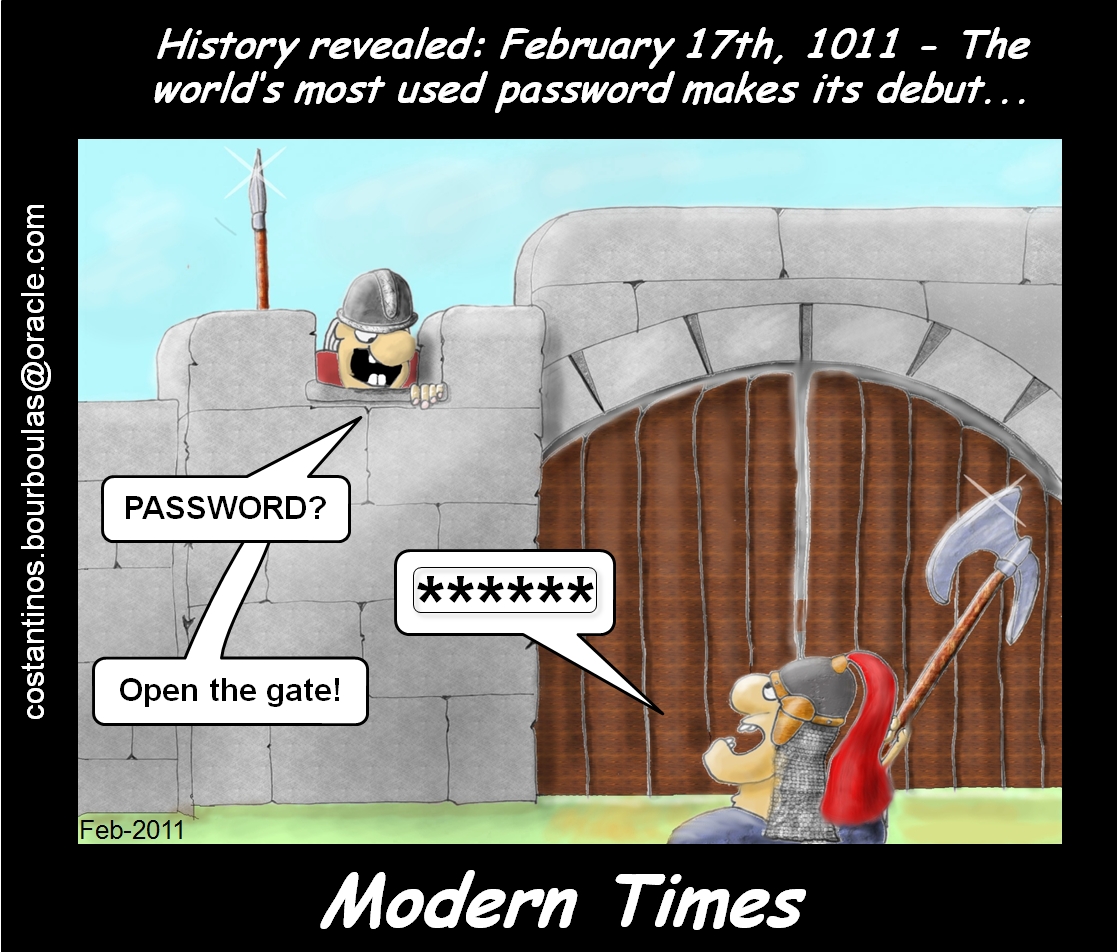 History revealed: February 17th, 1011 - The
world's most used password makes its debut...
costantinos.bourboulas@oracle.com
PASSWORD?
******
Open the gate!
Feb-2011
Modern Times